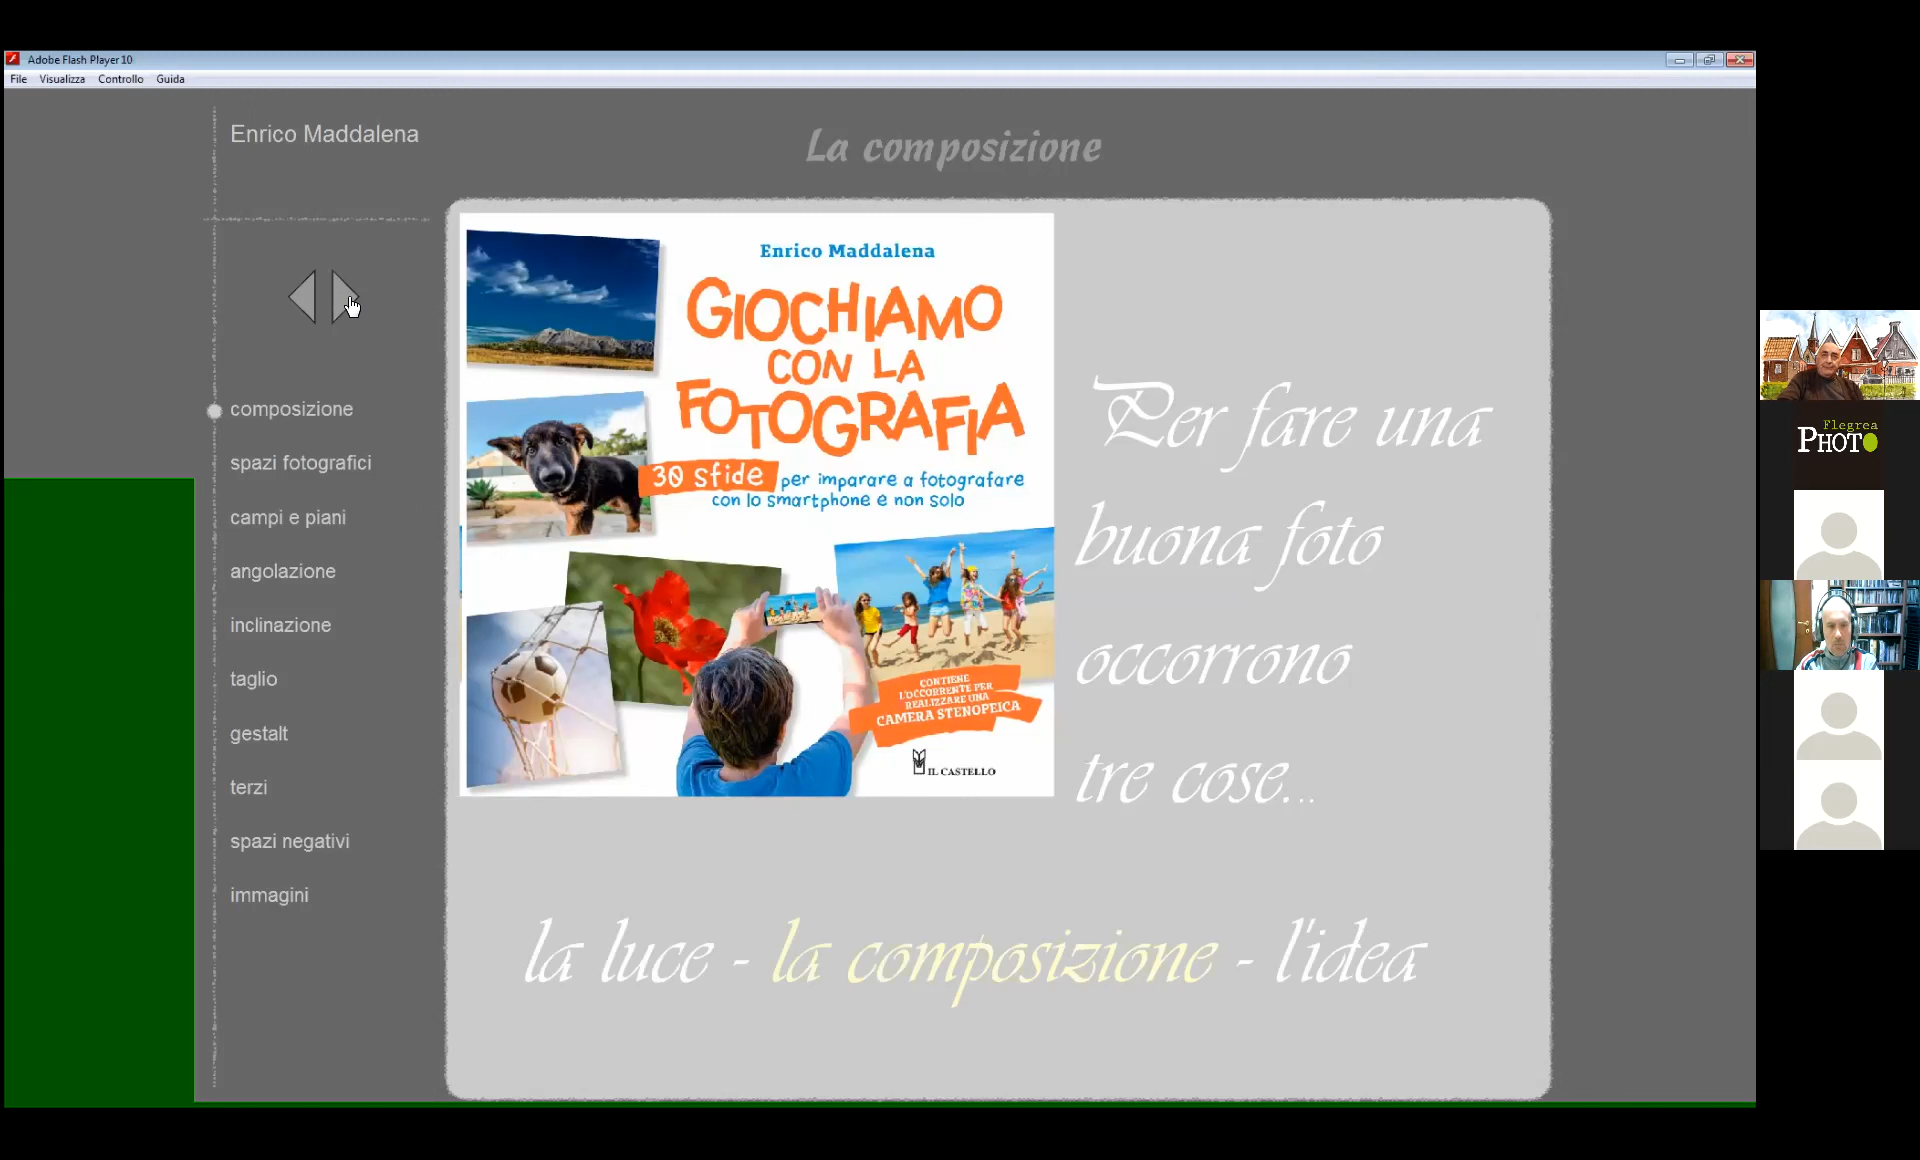 Adobe Flash Player 10
File Visualizza Controllo Guida
Enrico Maddalena
La composizione
composizione
spazi fotografici
campi e piani
angolazione
inclinazione
taglio
gestalt
terzi
spazi negativi
immagini
Enrico Maddalena
GIOCHIAMO
CON LA
FOTOGRAFIA
30 sfide per imparare a fotografare
con lo smartphone e non solo
CONTIENE
L'OCCORRENTE PER
REALIZZARE UNA
CAMERA STENOPEICA
IL CASTELLO
Per fare una
buona foto
occorrono
tre cose...
la luce - la composizione - l'idea
Flegrea
PHOTO